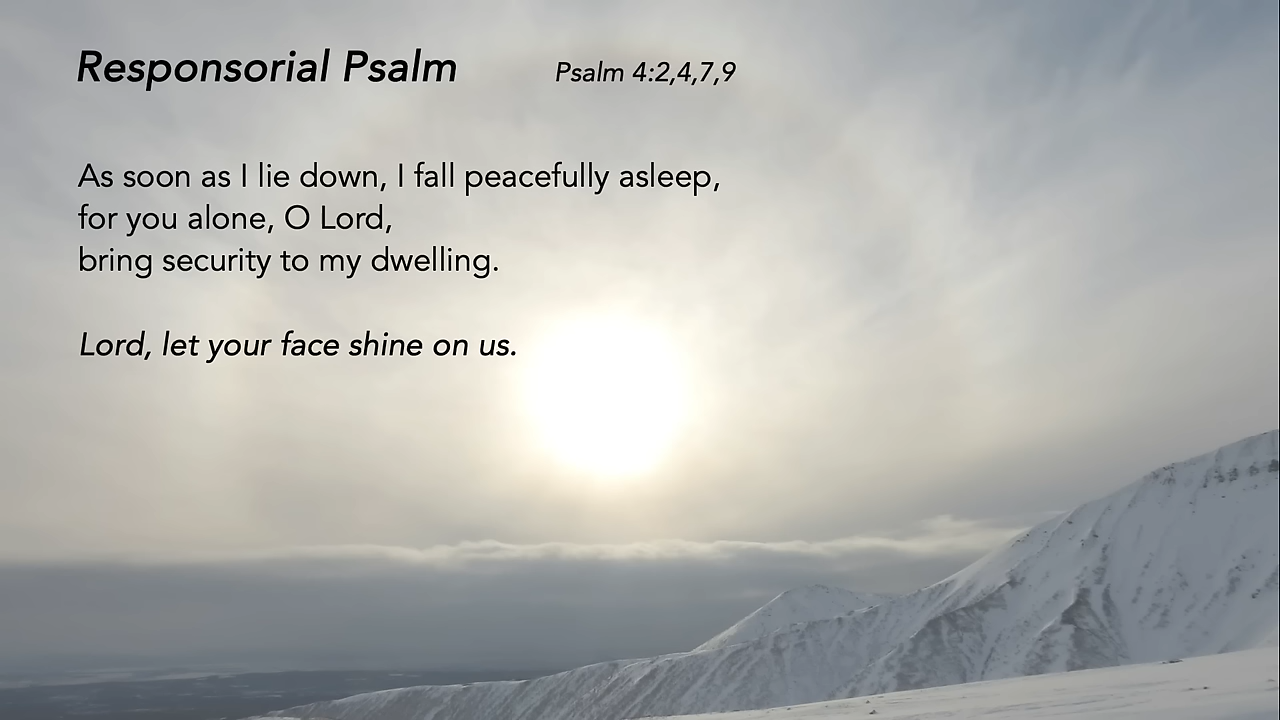 Responsorial Psalm Psalm 4:2,4,7,9
As soon as I lie down, I fall peacefully asleep,
for you alone, O Lord,
bring security to my dwelling.
Lord, let your face shine on us.